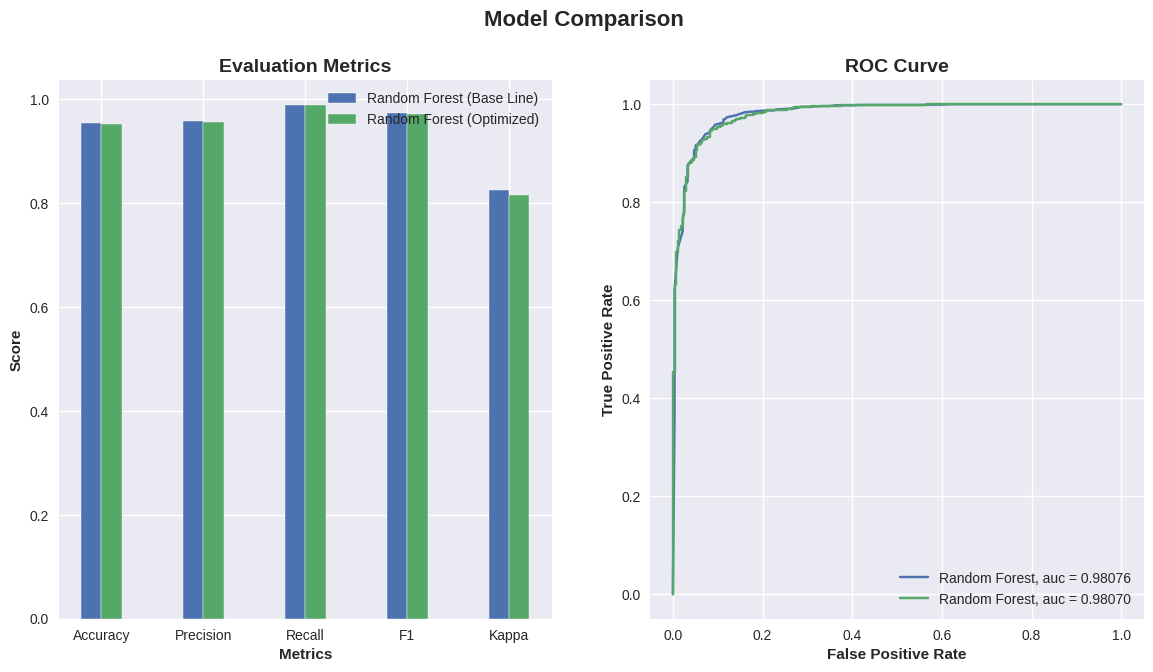 Model Comparison
Evaluation Metrics
Random Forest (Base Line)
Random Forest (Optimized)
1.0
0.8
0.6
0.4
0.2
0.0
Score
Accuracy Precision Recall F1 Kappa
Metrics
ROC Curve
1.0
0.8
0.6
0.4
0.2
0.0
True Positive Rate
Random Forest, auc = 0.98076
Random Forest, auc = 0.98070
0.0 0.2 0.4 0.6 0.8 1.0
False Positive Rate